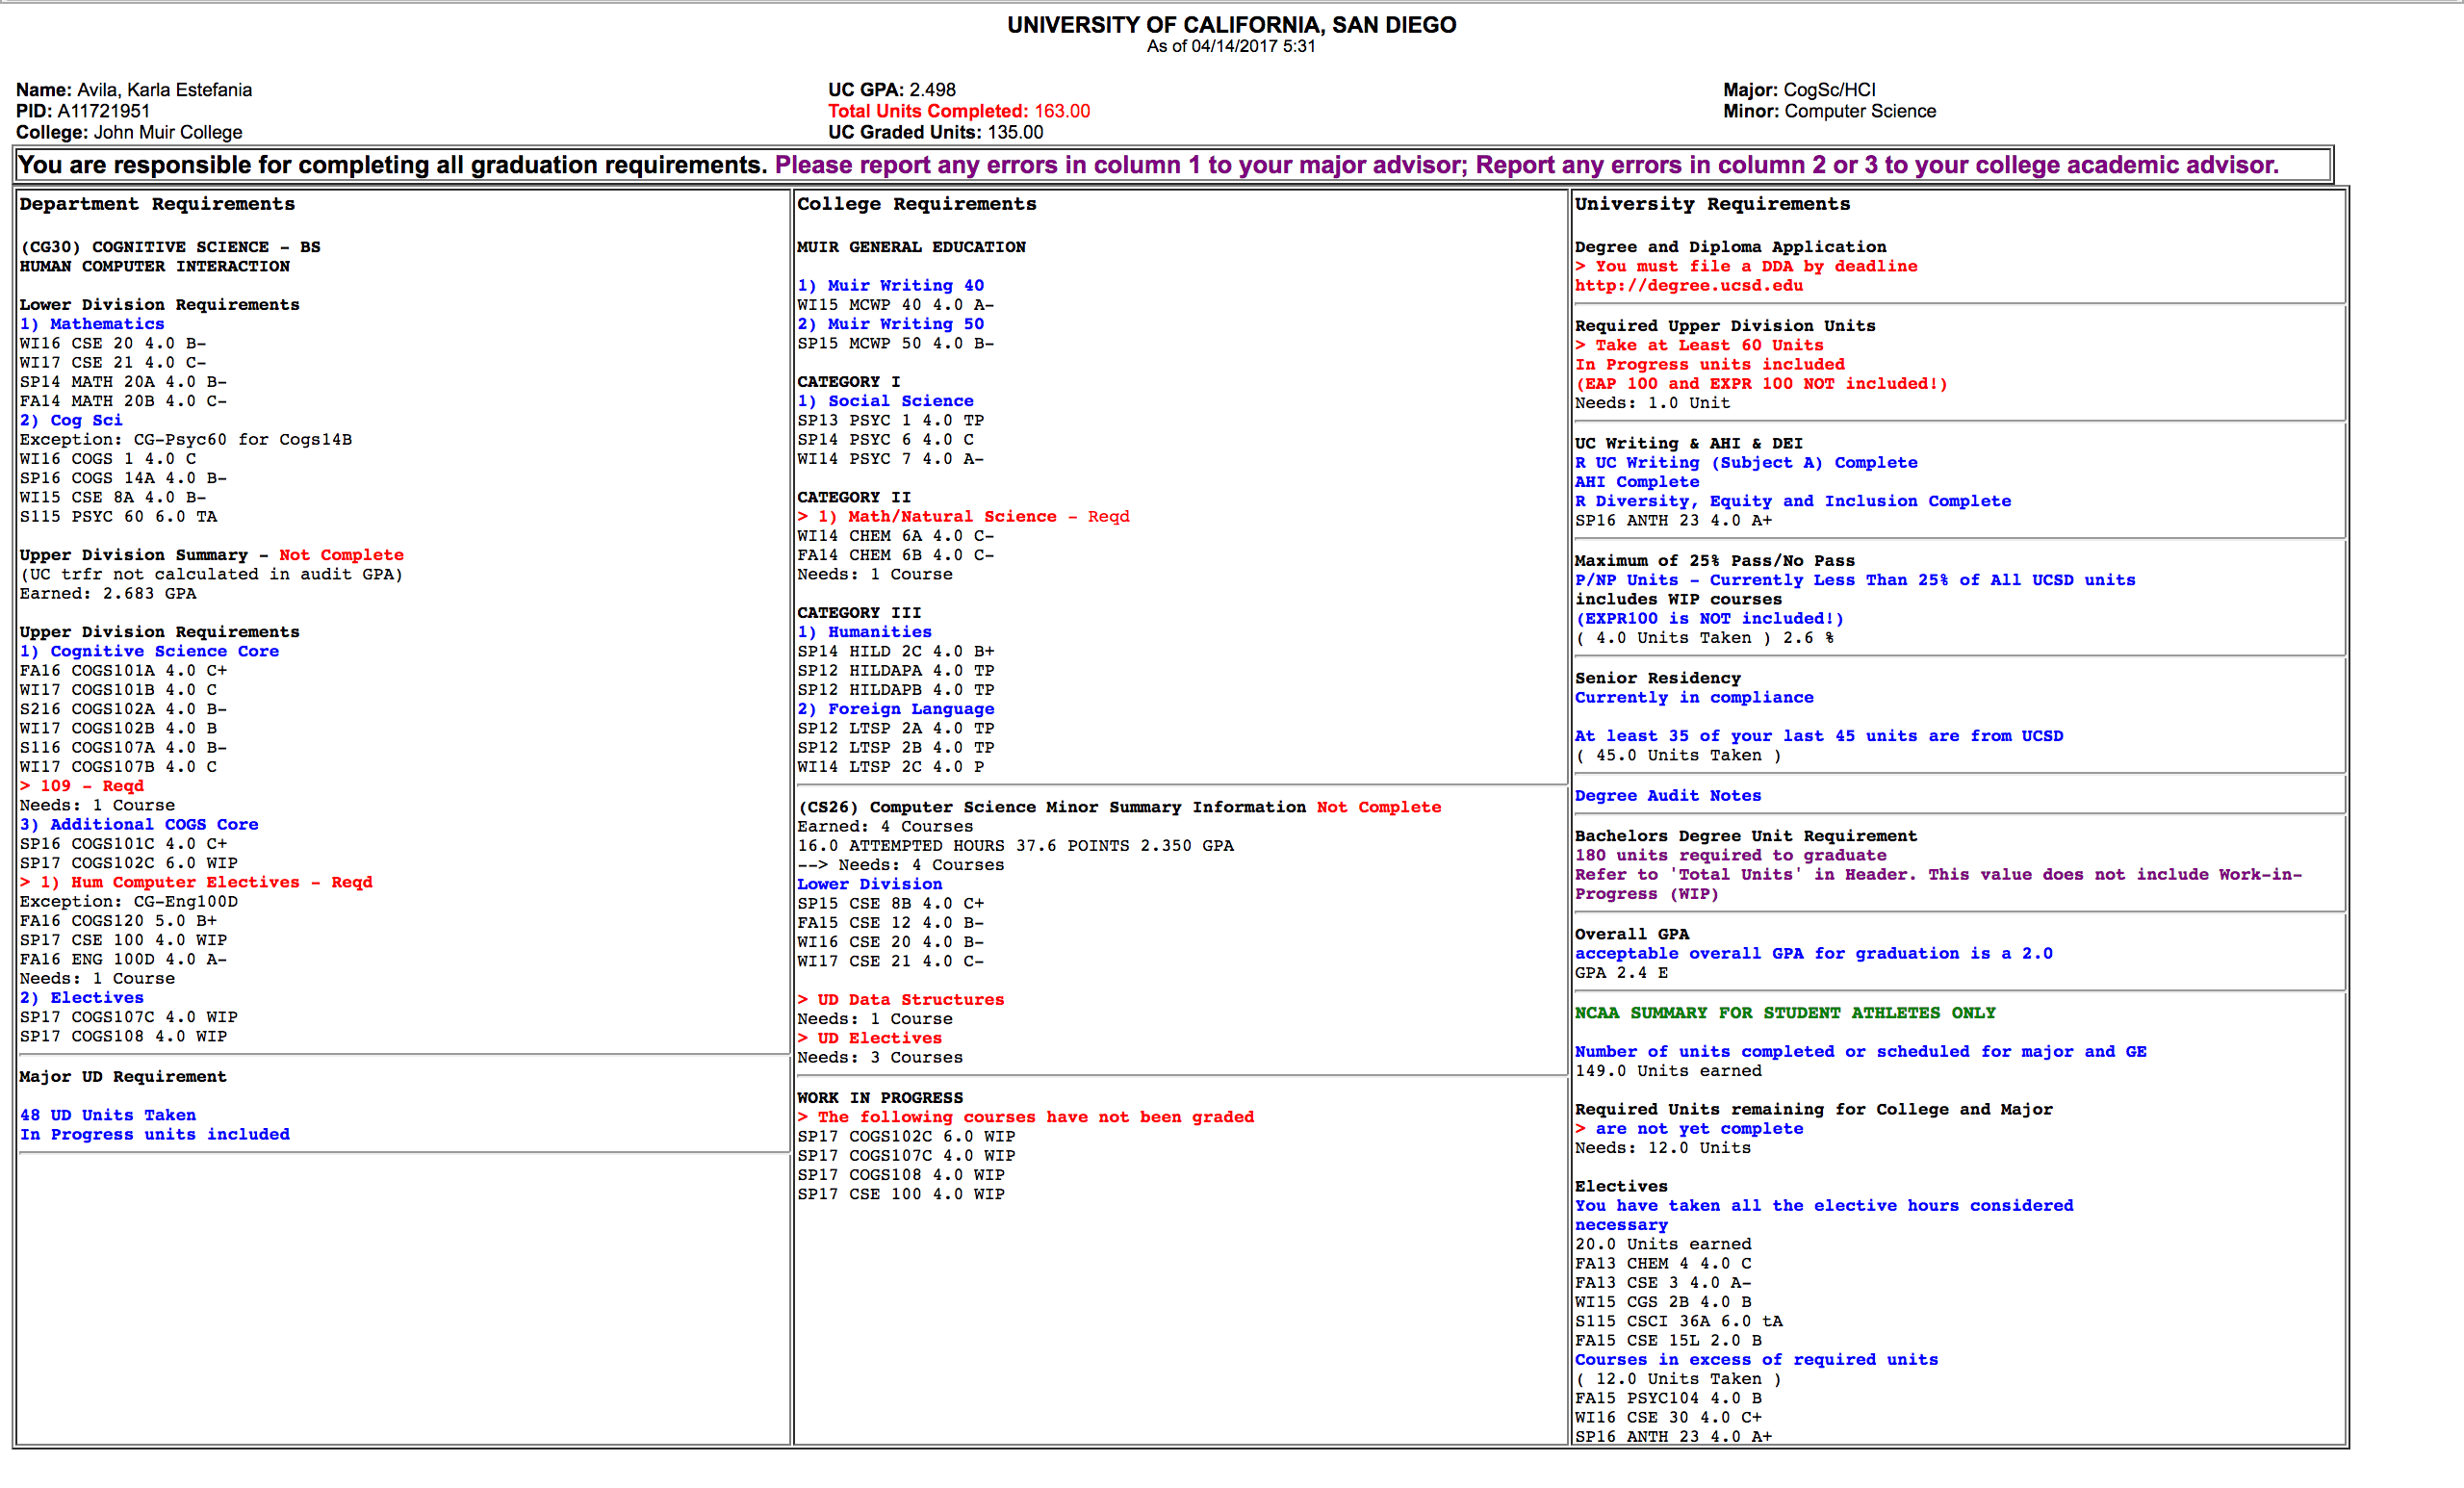 UNIVERSITY OF CALIFORNIA, SAN DIEGO
As of 04/14/2017 5:31
Name: Avila, Karla Estefania
PID: A11721951
College: John Muir College
UC GPA: 2.498
Total Units Completed: 163.00
UC Graded Units: 135.00
Major: CogSc/HCI
Minor: Computer Science
You are responsible for completing all graduation requirements. Please report any errors in column 1 to your major advisor; Report any errors in column 2 or 3 to your college academic advisor.
Department Requirements
(CG30) COGNITIVE SCIENCE - BS
HUMAN COMPUTER INTERACTION
Lower Division Requirements
1) Mathematics
WI16 CSE 20 4.0 B-
WI17 CSE 21 4.0 C-
SP14 MATH 20A 4.0 B-
FA14 MATH 20B 4.0 C-
2) Cog Sci
Exception: CG-Psyc60 for Cogs14B
WI16 COGS 1 4.0 C
SP16 COGS 14A 4.0 B-
WI15 CSE 8A 4.0 B-
S115 PSYC 60 6.0 TA
Upper Division Summary - Not Complete
(UC trfr not calculated in audit GPA)
Earned: 2.683 GPA
Upper Division Requirements
1) Cognitive Science Core
FA16 COGS101A 4.0 C+
WI17 COGS101B 4.0 C
S216 COGS102A 4.0 B-
WI17 COGS102B 4.0 B
S116 COGS107A 4.0 B-
WI17 COGS107B 4.0 C
> 109 - Reqd
Needs: 1 Course
3) Additional COGS Core
SP16 COGS101C 4.0 C+
SP17 COGS102C 6.0 WIP
> 1) Hum Computer Electives - Reqd
Exception: CG-Eng100D
FA16 COGS120 5.0 B+
SP17 CSE 100 4.0 WIP
FA16 ENG 100D 4.0 A-
Needs: 1 Course
2) Electives
SP17 COGS107C 4.0 WIP
SP17 COGS108 4.0 WIP
Major UD Requirement
48 UD Units Taken
In Progress units included
College Requirements
MUIR GENERAL EDUCATION
1) Muir Writing 40
WI15 MCWP 40 4.0 A-
2) Muir Writing 50
SP15 MCWP 50 4.0 B-
CATEGORY I
1) Social Science
SP13 PSYC 1 4.0 TP
SP14 PSYC 6 4.0 C
WI14 PSYC 7 4.0 A-
CATEGORY II
> 1) Math/Natural Science - Reqd
WI14 CHEM 6A 4.0 C-
FA14 CHEM 6B 4.0 C-
Needs: 1 Course
CATEGORY III
1) Humanities
SP14 HILD 2C 4.0 B+
SP12 HILDAPA 4.0 TP
SP12 HILDAPB 4.0 TP
2) Foreign Language
SP12 LTSP 2A 4.0 TP
SP12 LTSP 2B 4.0 TP
WI14 LTSP 2C 4.0 P
(CS26) Computer Science Minor Summary Information Not Complete
Earned: 4 Courses
16.0 ATTEMPTED HOURS 37.6 POINTS 2.350 GPA
--> Needs: 4 Courses
Lower Division
SP15 CSE 8B 4.0 C+
FA15 CSE 12 4.0 B-
WI16 CSE 20 4.0 B-
WI17 CSE 21 4.0 C-
> UD Data Structures
Needs: 1 Course
> UD Electives
Needs: 3 Courses
WORK IN PROGRESS
> The following courses have not been graded
SP17 COGS102C 6.0 WIP
SP17 COGS107C 4.0 WIP
SP17 COGS108 4.0 WIP
SP17 CSE 100 4.0 WIP
University Requirements
Degree and Diploma Application
> You must file a DDA by deadline
http://degree.ucsd.edu
Required Upper Division Units
> Take at Least 60 Units
In Progress units included
(EAP 100 and EXPR 100 NOT included!)
Needs: 1.0 Unit
UC Writing & AHI & DEI
R UC Writing (Subject A) Complete
AHI Complete
R Diversity, Equity and Inclusion Complete
SP16 ANTH 23 4.0 A+
Maximum of 25% Pass/No Pass
P/NP Units - Currently Less Than 25% of All UCSD units
includes WIP courses
(EXPR100 is NOT included!)
( 4.0 Units Taken ) 2.6 %
Senior Residency
Currently in compliance
At least 35 of your last 45 units are from UCSD
( 45.0 Units Taken )
Degree Audit Notes
Bachelors Degree Unit Requirement
180 units required to graduate
Refer to 'Total Units' in Header. This value does not include Work-in-
Progress (WIP)
Overall GPA
acceptable overall GPA for graduation is a 2.0
GPA 2.4 E
NCAA SUMMARY FOR STUDENT ATHLETES ONLY
Number of units completed or scheduled for major and GE
149.0 Units earned
Required Units remaining for College and Major
> are not yet complete
Needs: 12.0 Units
Electives
You have taken all the elective hours considered
necessary
20.0 Units earned
FA13 CHEM 4 4.0 C
FA13 CSE 3 4.0 A-
WI15 CGS 2B 4.0 B
S115 CSCI 36A 6.0 tA
FA15 CSE 15L 2.0 B
Courses in excess of required units
( 12.0 Units Taken )
FA15 PSYC104 4.0 B
WI16 CSE 30 4.0 C+
SP16 ANTH 23 4.0 A+